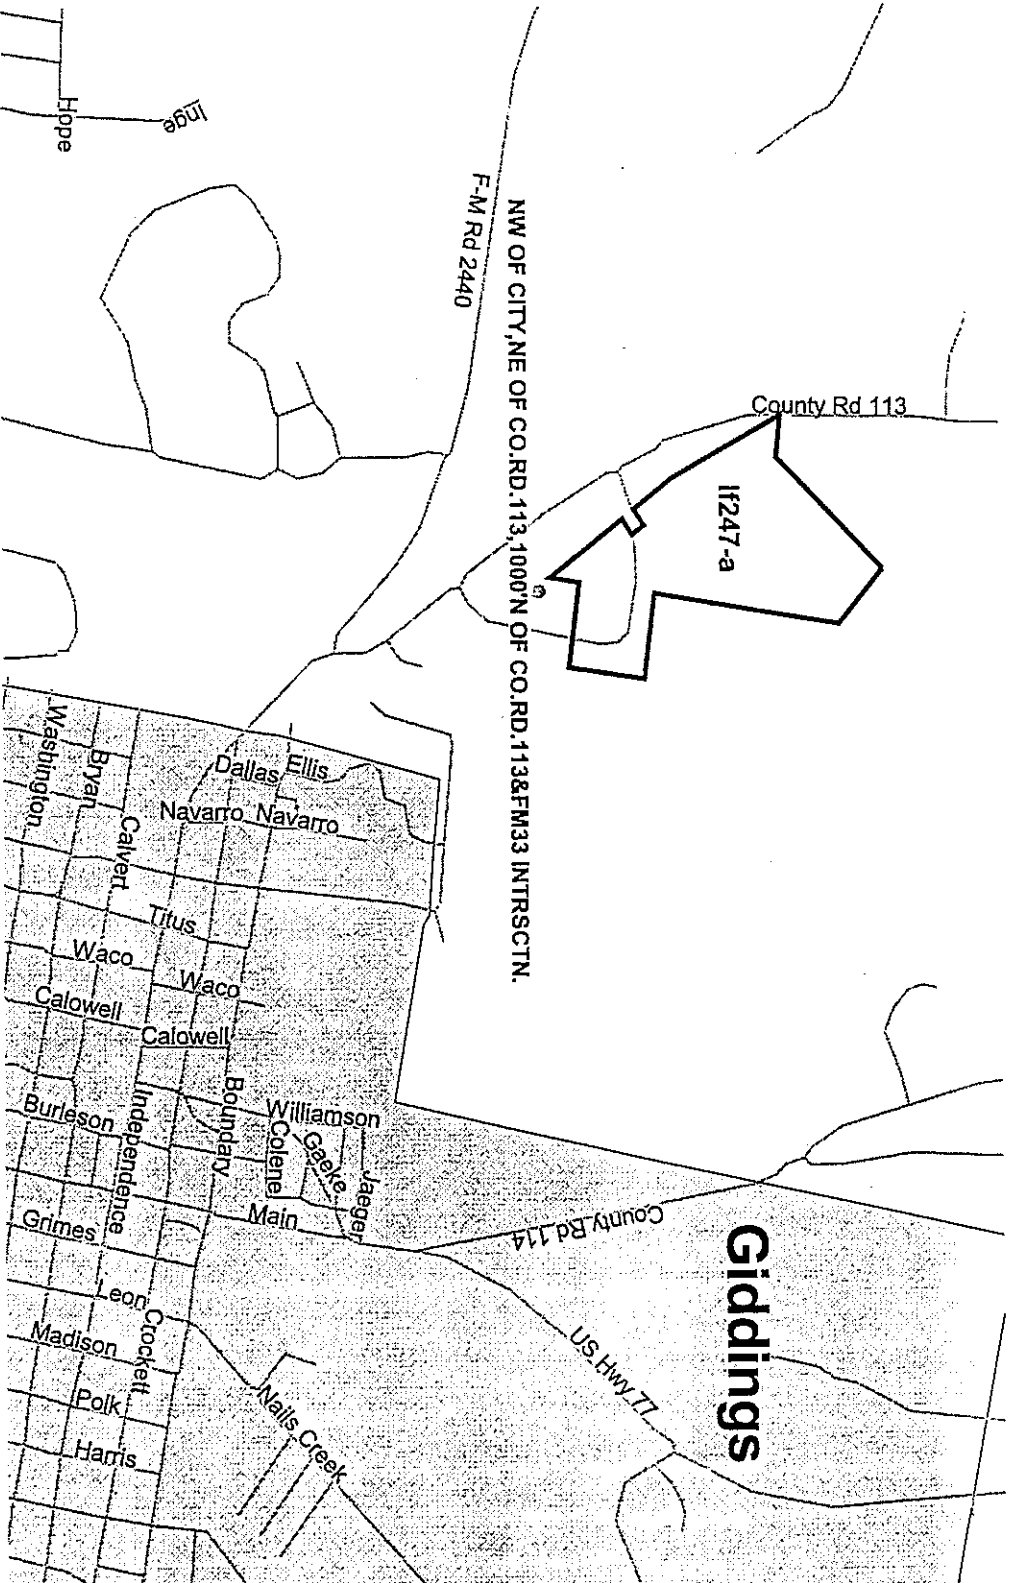 Hope
Inge
F-M Rd 2440
NW OF CITY,NE OF CO.RD.113,1000'N OF CO.RD.113&FM33 INTRSCTN.
County Rd 113
lf247-a
Washington
Bryan
Calvert
Dallas
Ellis
Navarro
Navarro
Titus
Waco
Waco
Calowell
Calowell
Burleson
Independence
Boundary
Williamson
Colene
Gaeke
Jaeger
Main
Grimes
County Rd 114
Giddings
US Hwy 77
Leon
Crockett
Madison
Polk
Harris
Nails Creek